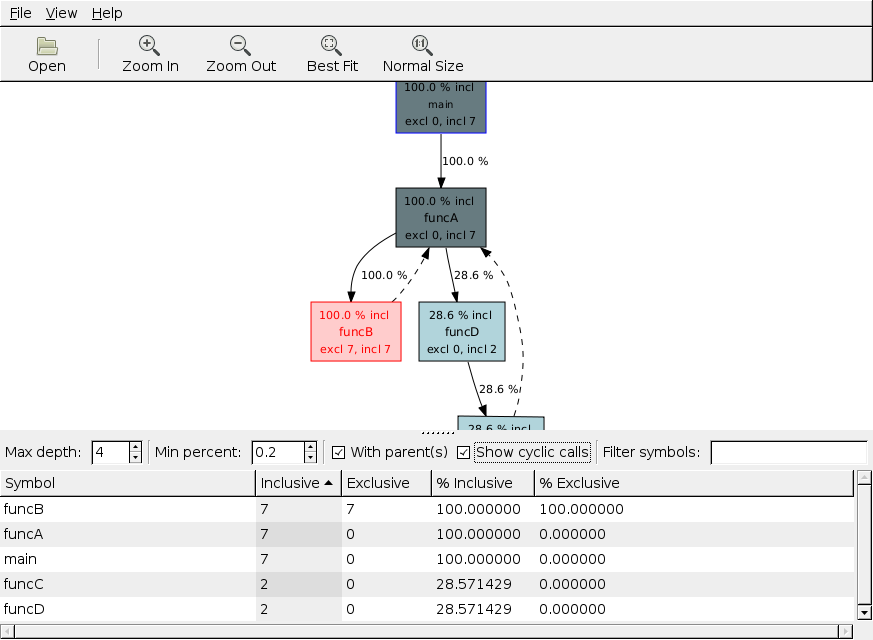 File View Help
Open Zoom In Zoom Out Best Fit Normal Size
100.0 % incl
main
excl 0, incl 7
100.0 %
100.0 % incl
funcA
excl 0, incl 7
100.0 % 28.6 %
100.0 % incl
funcB
excl 7, incl 7
28.6 % incl
funcD
excl 0, incl 2
28.6 %
28.6 % incl
Max depth: 4 Min percent: 0.2 With parent(s) Show cyclic calls Filter symbols:
Symbol Inclusive Exclusive % Inclusive % Exclusive
funcB 7 7 100.000000 100.000000
funcA 7 0 100.000000 0.000000
main 7 0 100.000000 0.000000
funcC 2 0 28.571429 0.000000
funcD 2 0 28.571429 0.000000